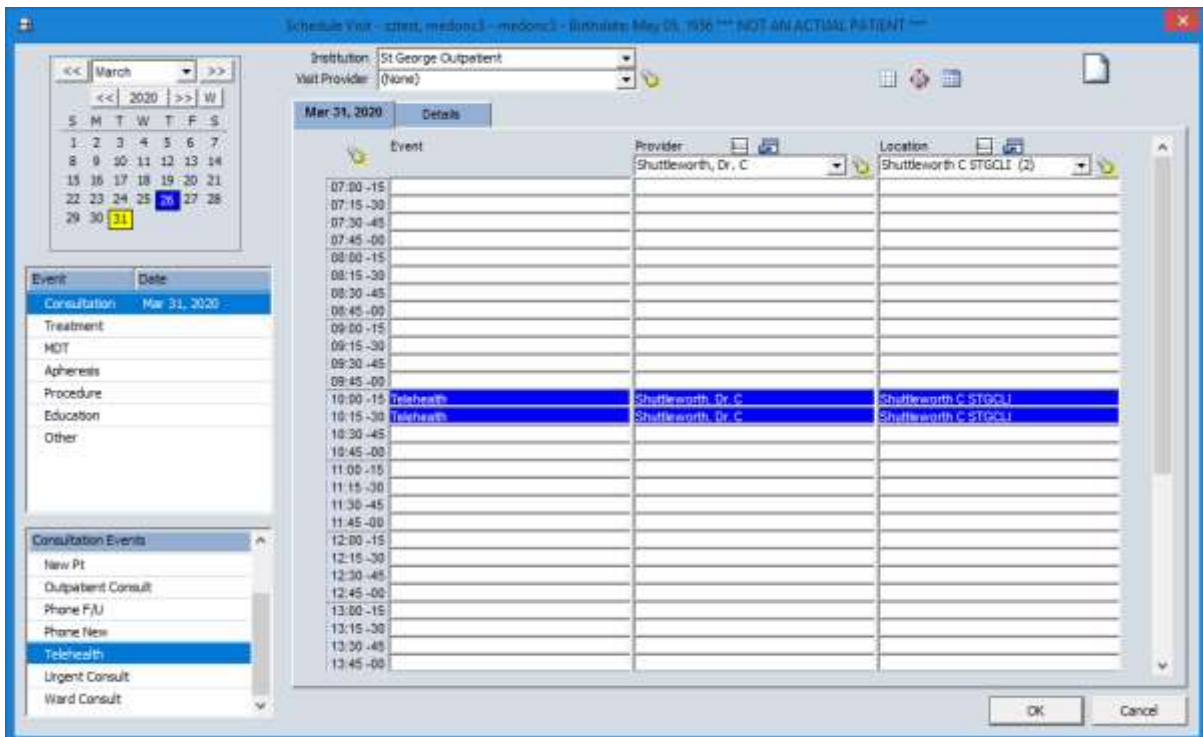 Schedule Visit - sztest, medonc3 - medonc3 - Birthdate: May 05, 1956 *** NOT AN ACTUAL PATIENT ***
<< March >>
<< 2020 >> W
S M T W T F S
1 2 3 4 5 6 7
8 9 10 11 12 13 14
15 16 17 18 19 20 21
22 23 24 25 26 27 28
29 30 31
Event Date
Consultation Mar 31, 2020
Treatment
MDT
Apheresis
Procedure
Education
Other
Consultation Events
New Pt
Outpatient Consult
Phone F/U
Phone New
Telehealth
Urgent Consult
Ward Consult
Institution St George Outpatient
Visit Provider (None)
Mar 31, 2020 Details
Event Provider Location
Shuttleworth, Dr. C Shuttleworth C STGCLI (2)
07:00 -15
07:15 -30
07:30 -45
07:45 -00
08:00 -15
08:15 -30
08:30 -45
08:45 -00
09:00 -15
09:15 -30
09:30 -45
09:45 -00
10:00 -15 Telehealth Shuttleworth, Dr. C Shuttleworth C STGCLI
10:15 -30 Telehealth Shuttleworth, Dr. C Shuttleworth C STGCLI
10:30 -45
10:45 -00
11:00 -15
11:15 -30
11:30 -45
11:45 -00
12:00 -15
12:15 -30
12:30 -45
12:45 -00
13:00 -15
13:15 -30
13:30 -45
13:45 -00
OK Cancel